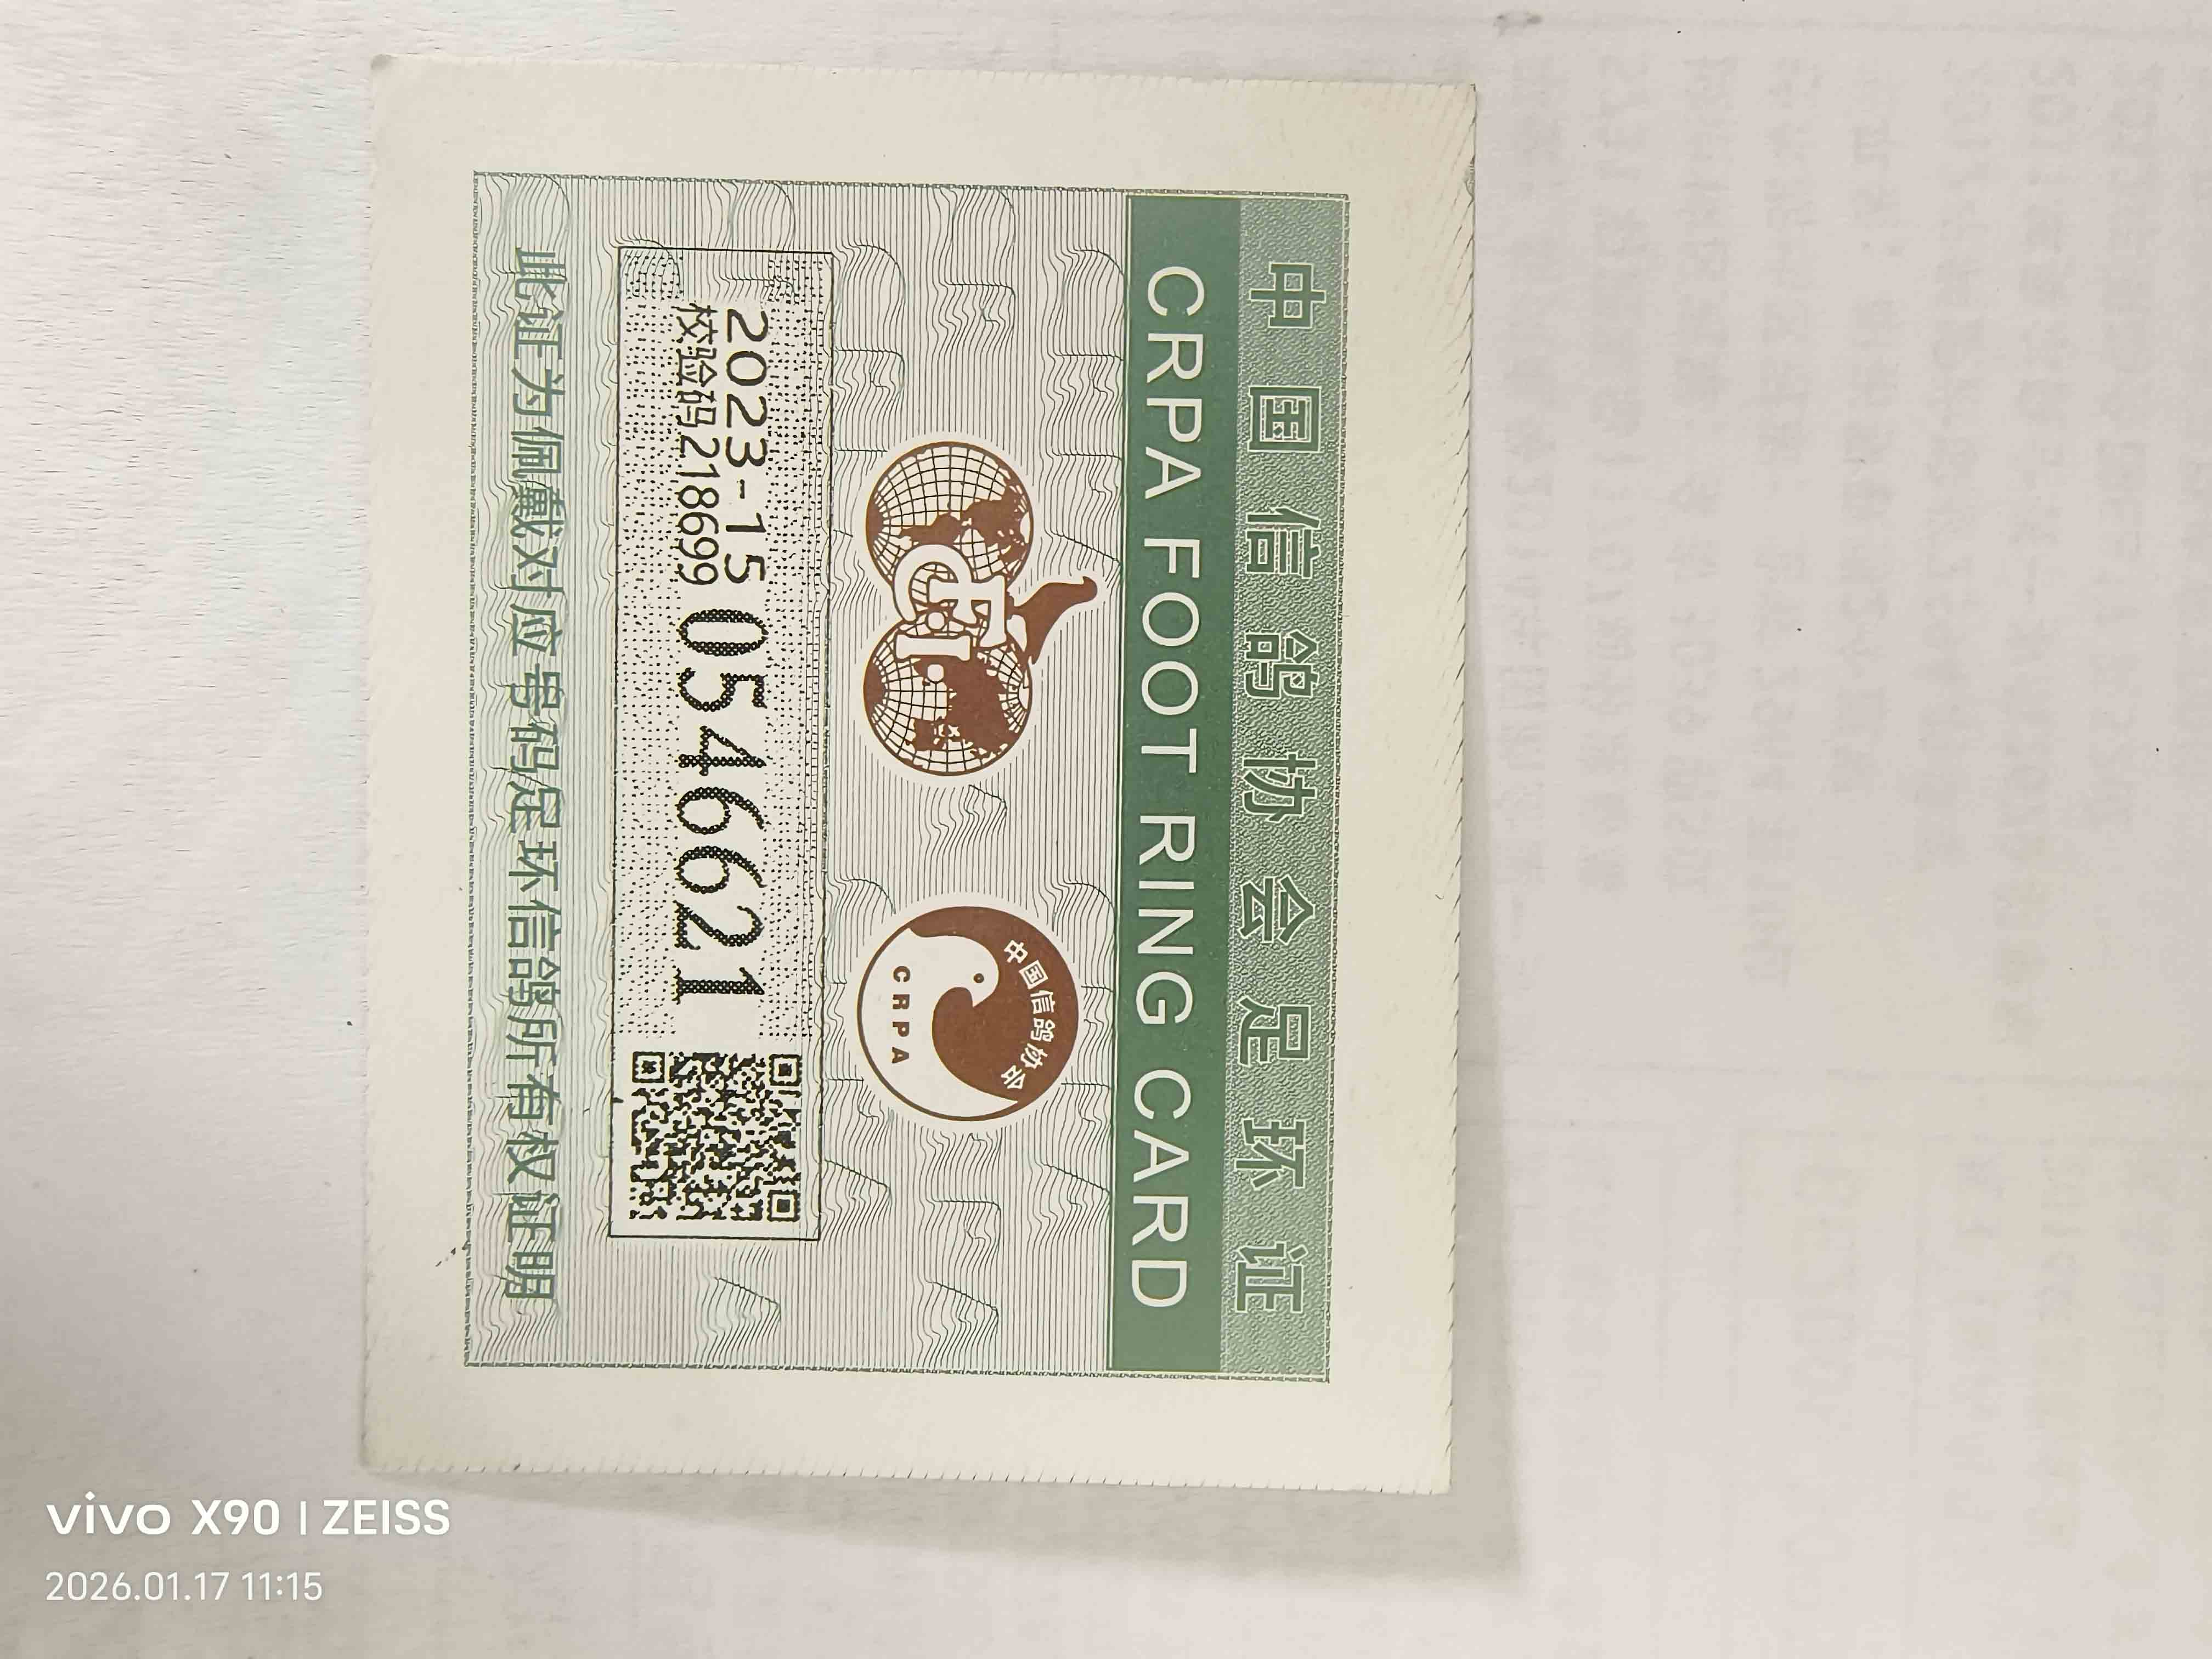 中国信鸽协会足环证
CRPA FOOT RING CARD
CFI
中国信鸽协会
CRPA
2023-15 0546621
校验码218699
此证为佩戴对应号码足环信鸽所有权证明
vivo X90 | ZEISS
2026.01.17 11:15